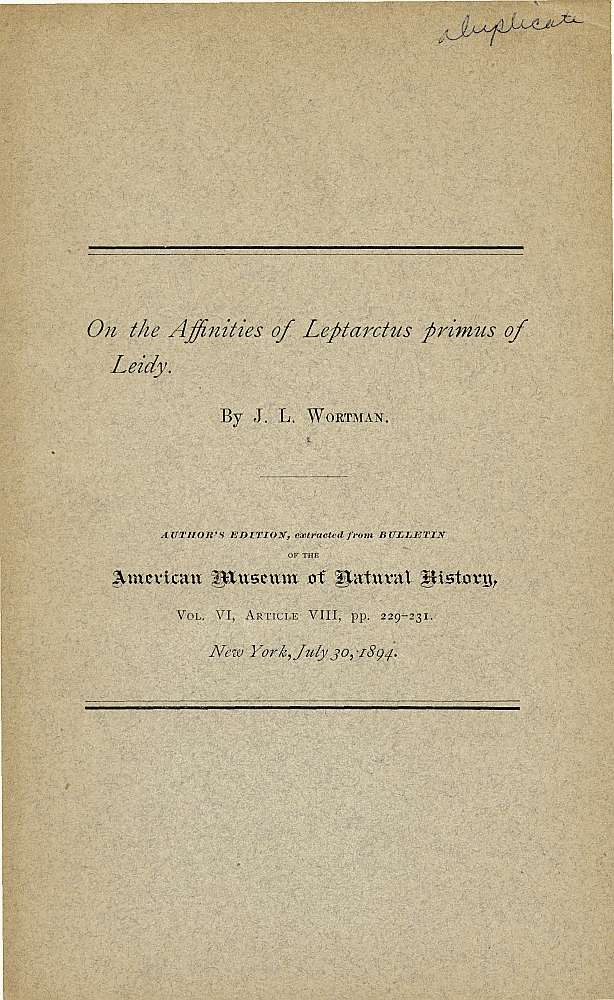 duplicate
On the Affinities of Leptarctus primus of
Leidy.
By J. L. Wortman.
AUTHOR'S EDITION, extracted from BULLETIN
OF THE
American Museum of Natural History,
Vol. VI, Article VIII, pp. 229-231.
New York, July 30, 1894.